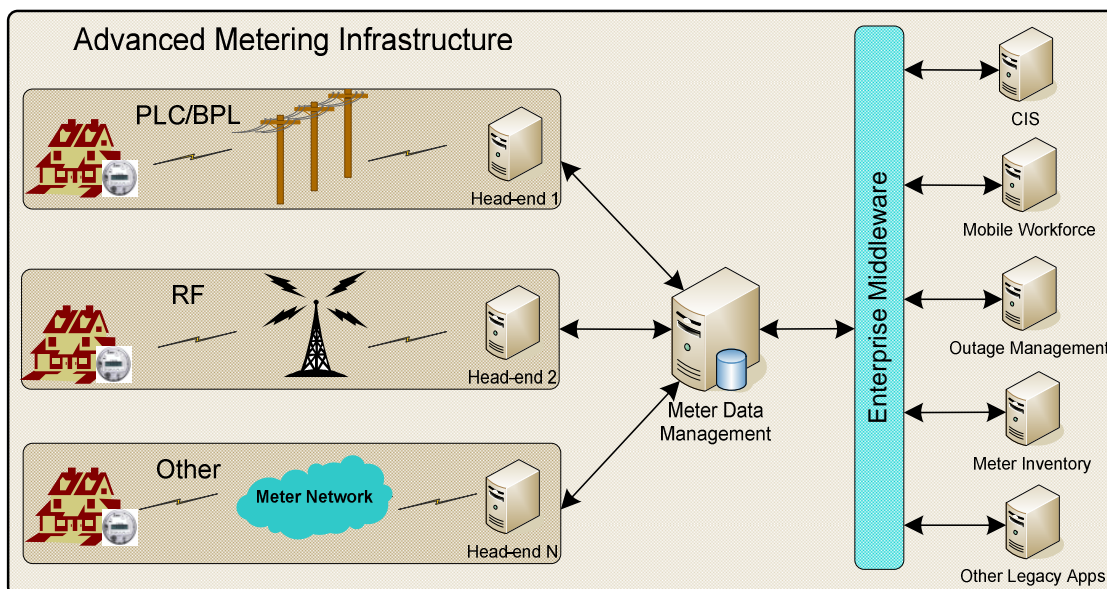 Advanced Metering Infrastructure
PLC/BPL
Head-end 1
RF
Head-end 2
Other
Meter Network
Head-end N
Meter Data
Management
Enterprise Middleware
CIS
Mobile Workforce
Outage Management
Meter Inventory
Other Legacy Apps